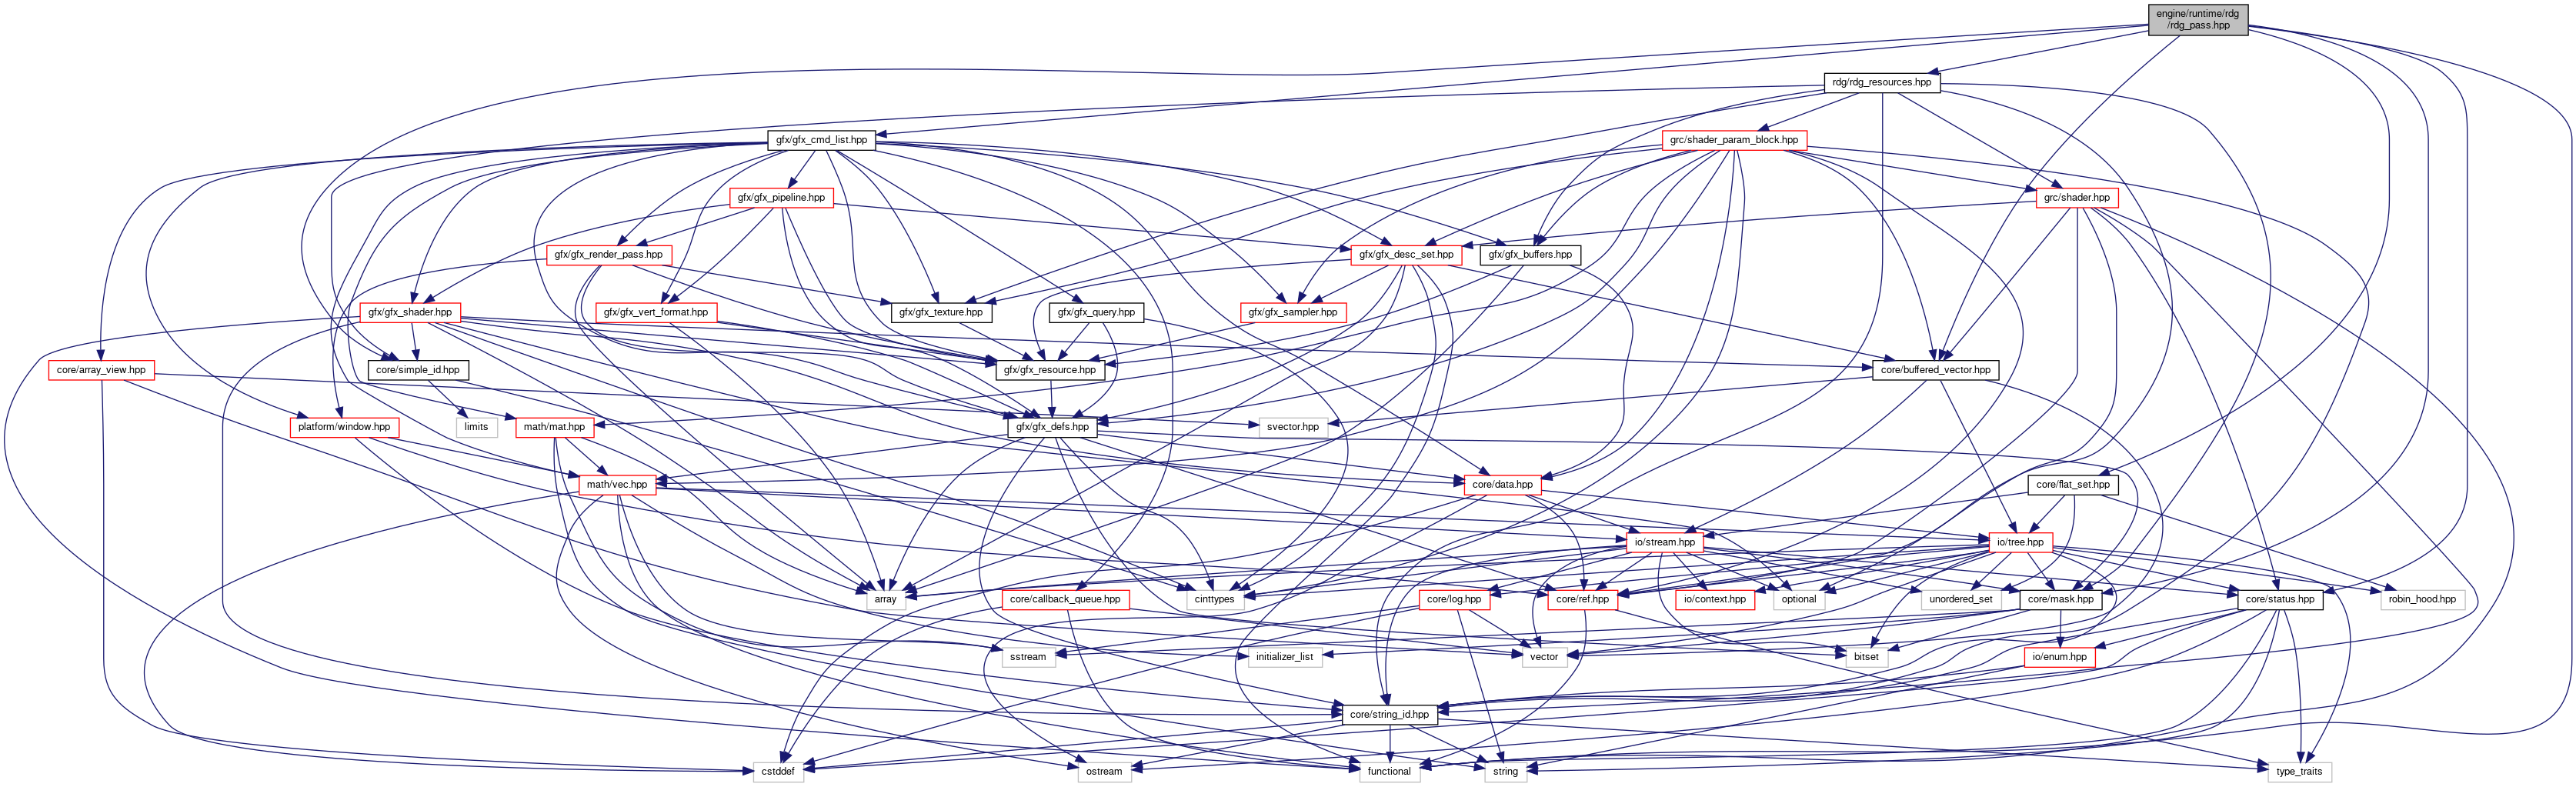 engine/runtime/rdg
/rdg_pass.hpp
rdg/rdg_resources.hpp
gfx/gfx_cmd_list.hpp
grc/shader_param_block.hpp
gfx/gfx_pipeline.hpp
grc/shader.hpp
gfx/gfx_render_pass.hpp
gfx/gfx_desc_set.hpp
gfx/gfx_buffers.hpp
gfx/gfx_shader.hpp
gfx/gfx_vert_format.hpp
gfx/gfx_texture.hpp
gfx/gfx_query.hpp
gfx/gfx_sampler.hpp
core/array_view.hpp
core/simple_id.hpp
gfx/gfx_resource.hpp
core/buffered_vector.hpp
platform/window.hpp
limits
math/mat.hpp
gfx/gfx_defs.hpp
svector.hpp
math/vec.hpp
core/data.hpp
core/flat_set.hpp
io/stream.hpp
io/tree.hpp
array
cinttypes
core/callback_queue.hpp
core/log.hpp
core/ref.hpp
io/context.hpp
optional
unordered_set
core/mask.hpp
core/status.hpp
robin_hood.hpp
sstream
initializer_list
vector
bitset
io/enum.hpp
core/string_id.hpp
cstddef
ostream
functional
string
type_traits